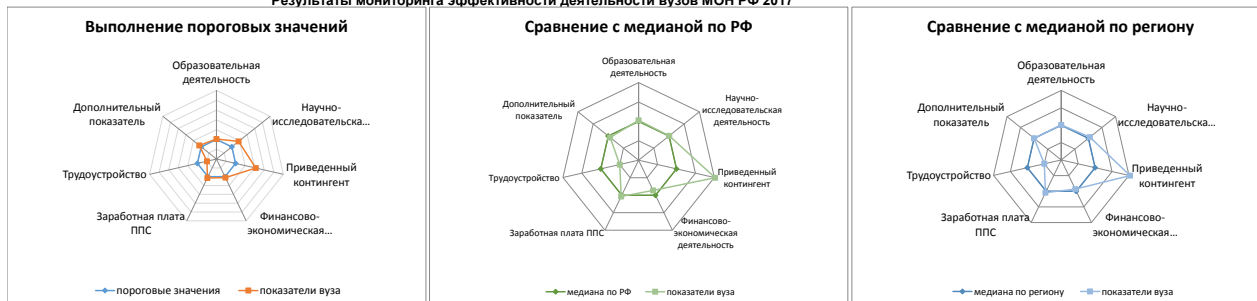 Результаты мониторинга эффективности деятельности вузов МОН РФ 2017
Выполнение пороговых значений
Образовательная
деятельность
Научно-
исследовательска...
Приведенный
контингент
Финансово-
экономическая...
Заработная плата
ППС
Трудоустройство
Дополнительный
показатель
пороговые значения
показатели вуза
Сравнение с медианой по РФ
Образовательная
деятельность
Научно-
исследовательская
деятельность
Приведенный
контингент
Финансово-
экономическая
деятельность
Заработная плата ППС
Трудоустройство
Дополнительный
показатель
медиана по РФ
показатели вуза
Сравнение с медианой по региону
Образовательная
деятельность
Научно-
исследовательск...
Приведенный
контингент
Финансово-
экономическая...
Заработная плата
ППС
Трудоустройство
Дополнительный
показатель
медиана по региону
показатели вуза